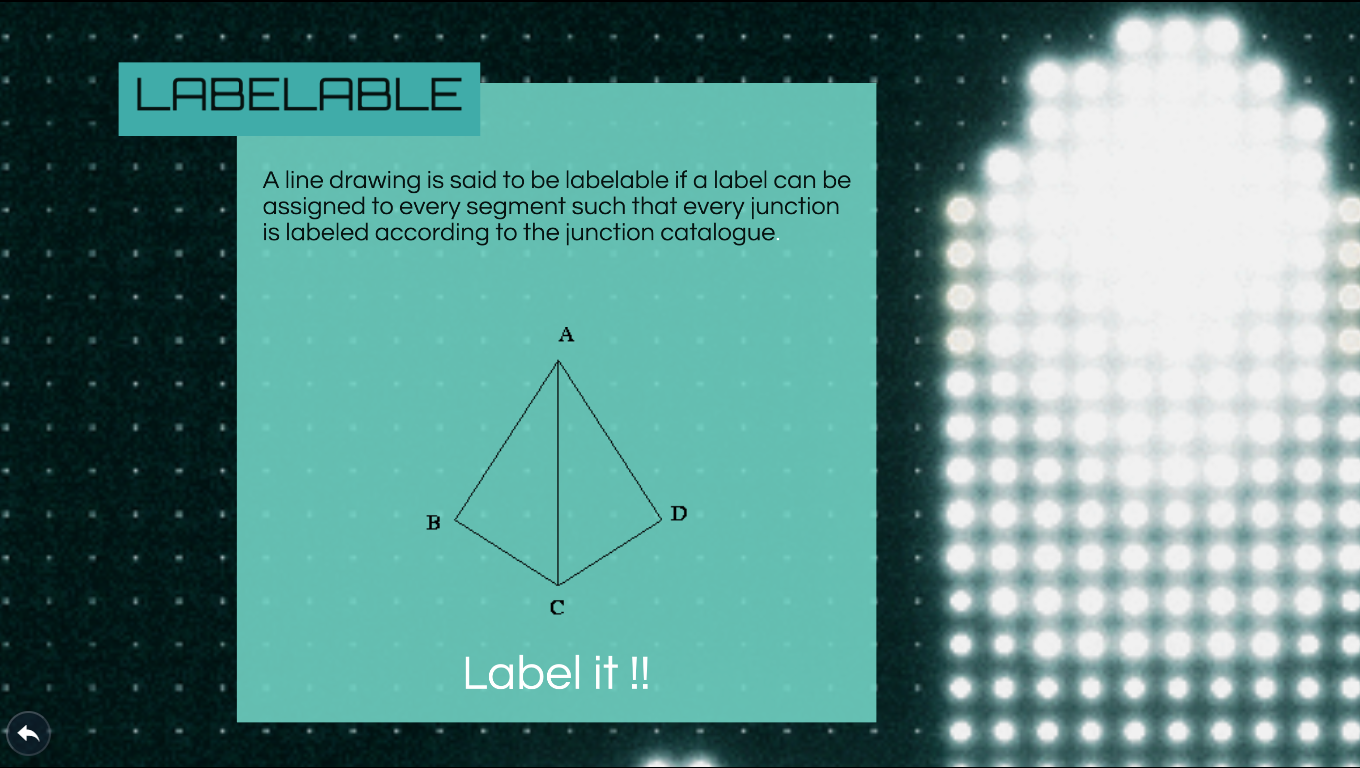 LABELABLE
A line drawing is said to be labelable if a label can be
assigned to every segment such that every junction
is labeled according to the junction catalogue.
A
B
D
C
Label it !!